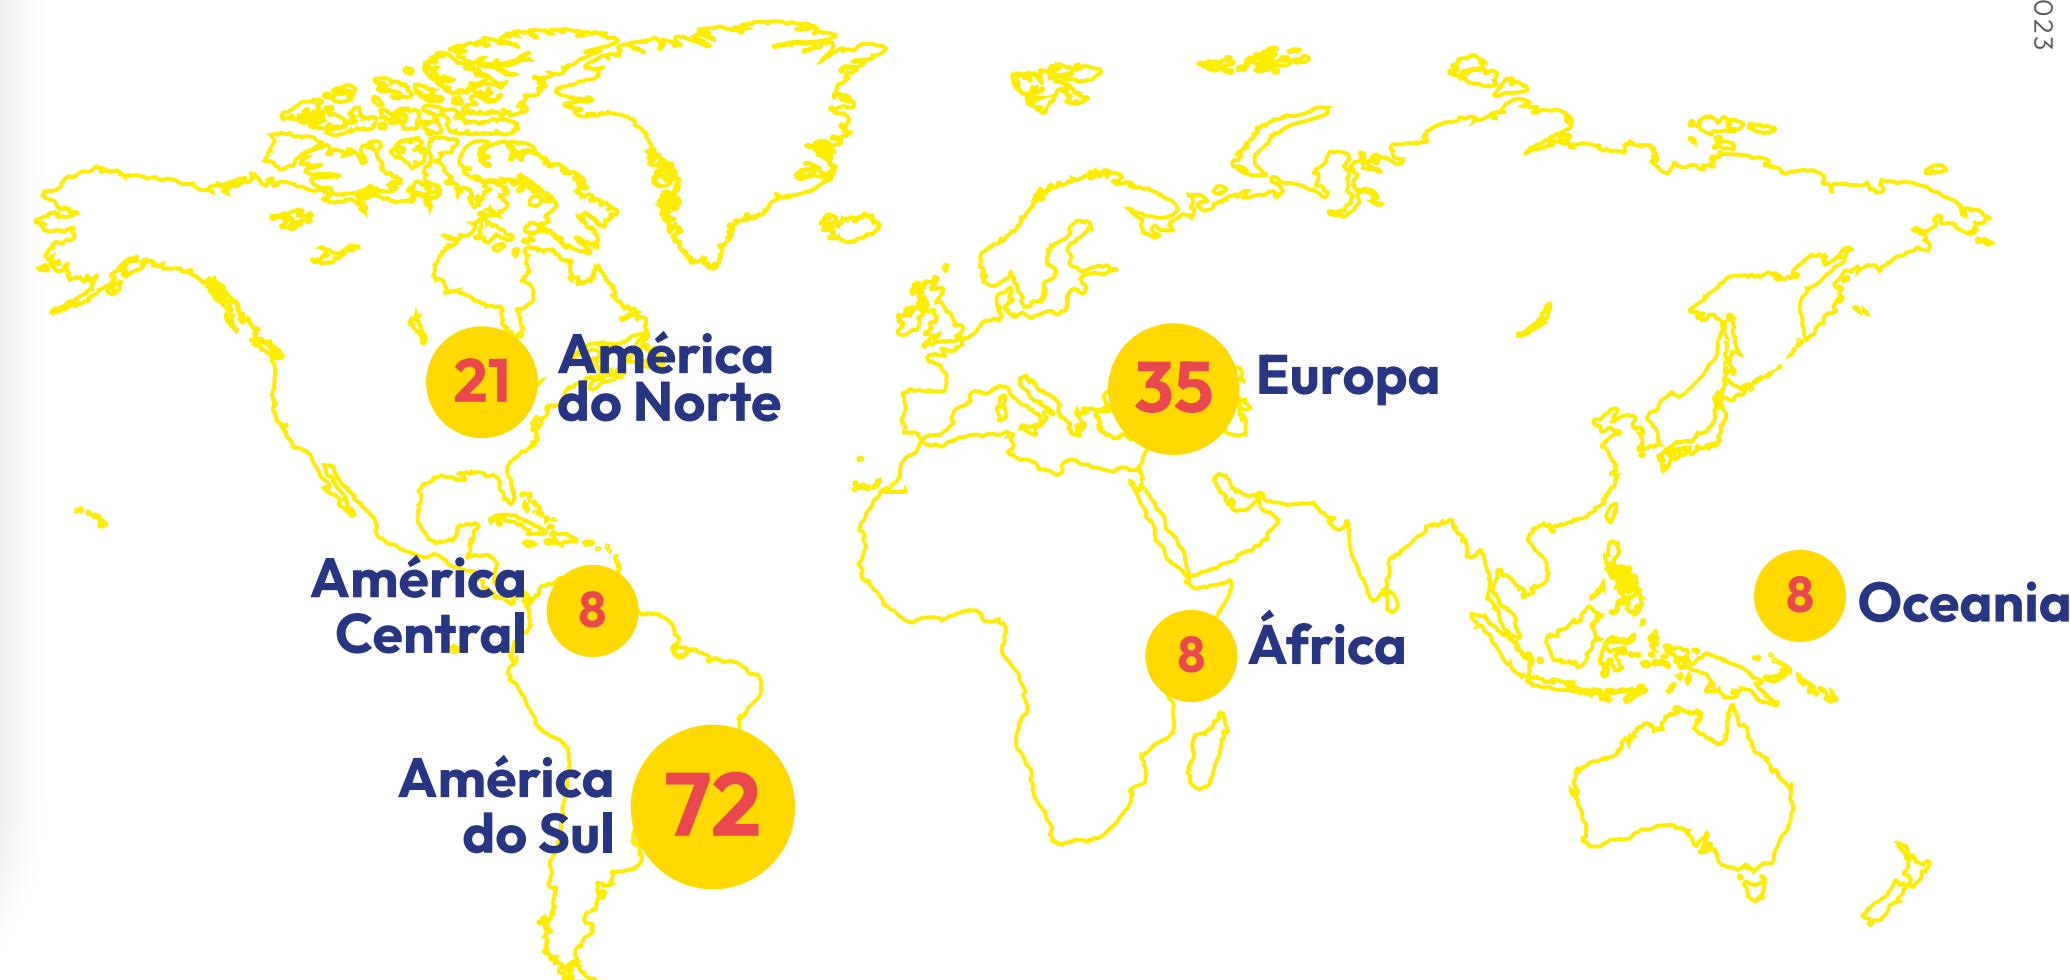 023
21
América
do Norte
35
Europa
América
Central
8
8
Oceania
8
África
América
do Sul
72